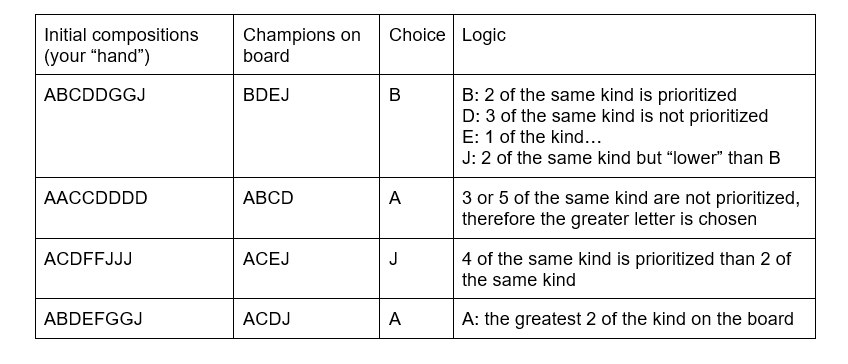 Initial compositions
(your “hand”)
Champions on
board
Choice
Logic
ABCDDGGJ
BDEJ
B
B: 2 of the same kind is prioritized
D: 3 of the same kind is not prioritized
E: 1 of the kind…
J: 2 of the same kind but “lower” than B
AACCDDDD
ABCD
A
3 or 5 of the same kind are not prioritized,
therefore the greater letter is chosen
ACDFFJJJ
ACEJ
J
4 of the same kind is prioritized than 2 of
the same kind
ABDEFGGJ
ACDJ
A
A: the greatest 2 of the kind on the board